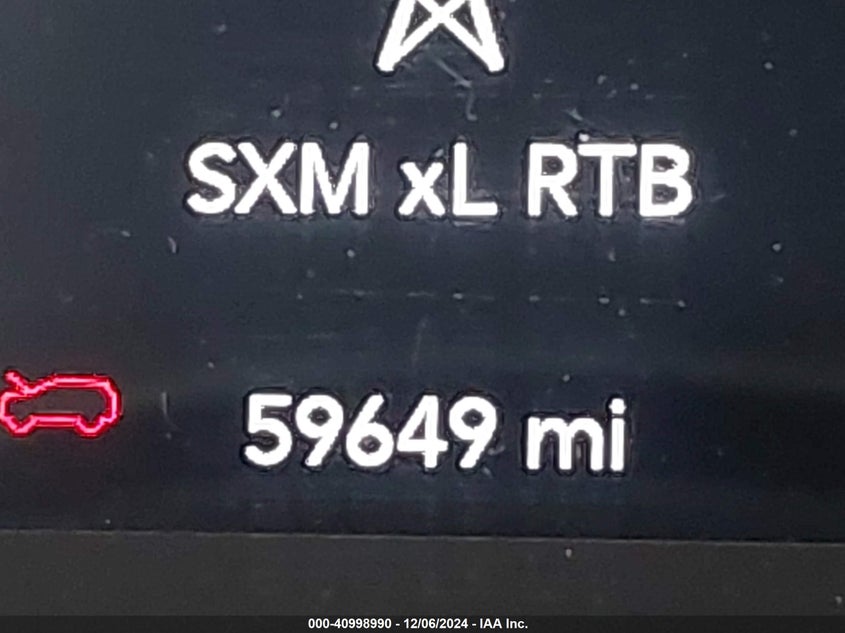 SXM xL RTB
59649 mi
000-40998990 - 12/06/2024 - IAA Inc.